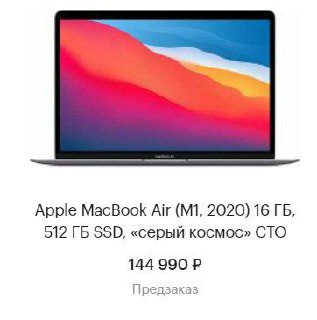 Apple MacBook Air (M1, 2020) 16 ГБ,
512 ГБ SSD, «серый космос» СТО
144 990 ₽
Предзаказ